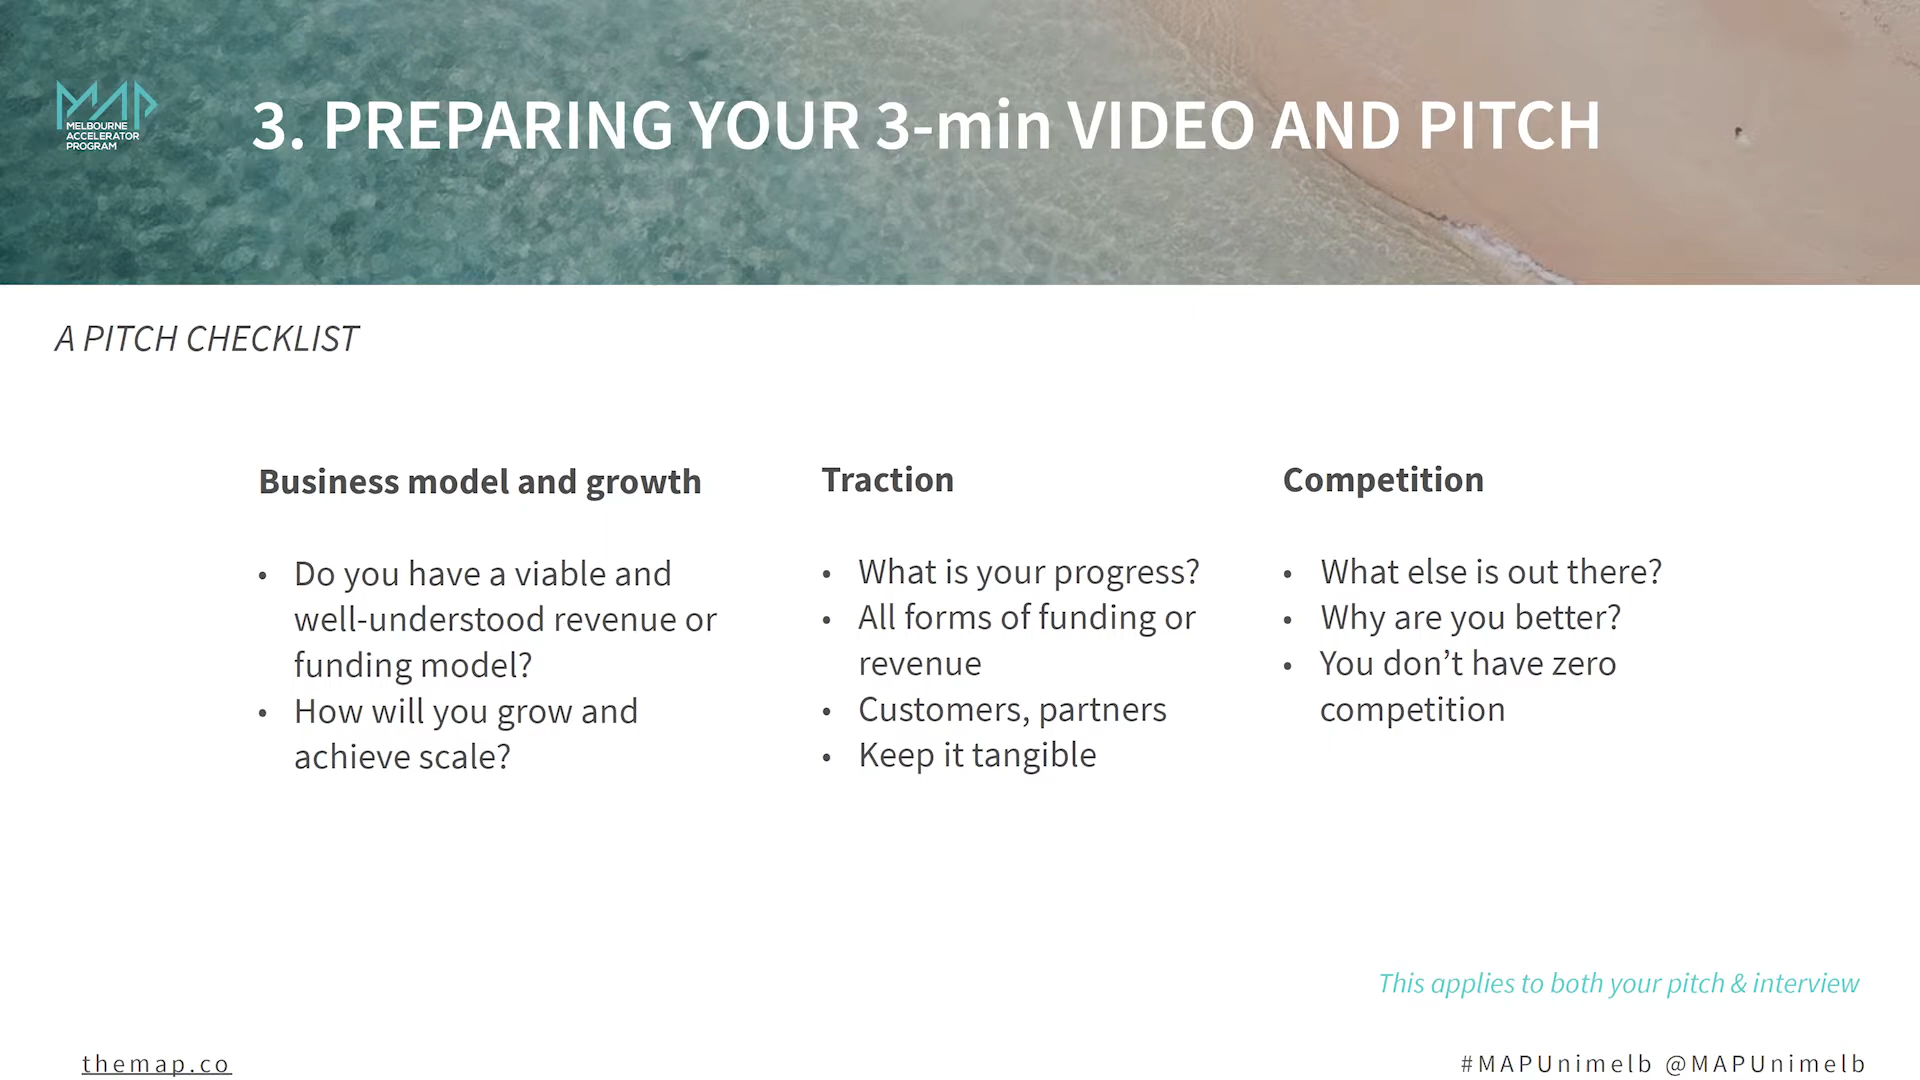 MELBOURNE
ACCELERATOR
PROGRAM
3. PREPARING YOUR 3-min VIDEO AND PITCH
A PITCH CHECKLIST
Business model and growth
• Do you have a viable and
well-understood revenue or
funding model?
• How will you grow and
achieve scale?
Traction
• What is your progress?
• All forms of funding or
revenue
• Customers, partners
• Keep it tangible
Competition
• What else is out there?
• Why are you better?
• You don’t have zero
competition
This applies to both your pitch & interview
themap.co
#MAPUnimelb @MAPUnimelb